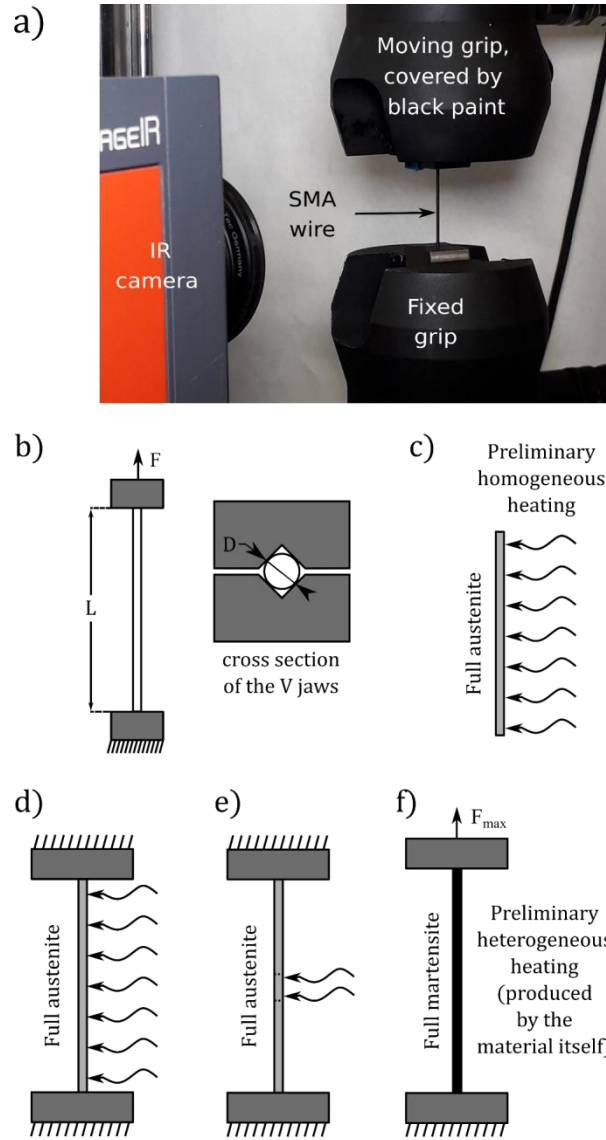 a)
Moving grip,
covered by
black paint
AGEIR
SMA
wire
IR
camera
Fixed
grip
b)
F
L
D
cross section
of the V jaws
c)
Preliminary
homogeneous
heating
Full austenite
d)
Full austenite
e)
Full austenite
f)
Fmax
Full martensite
Preliminary
heterogeneous
heating
(produced
by the
material itself)